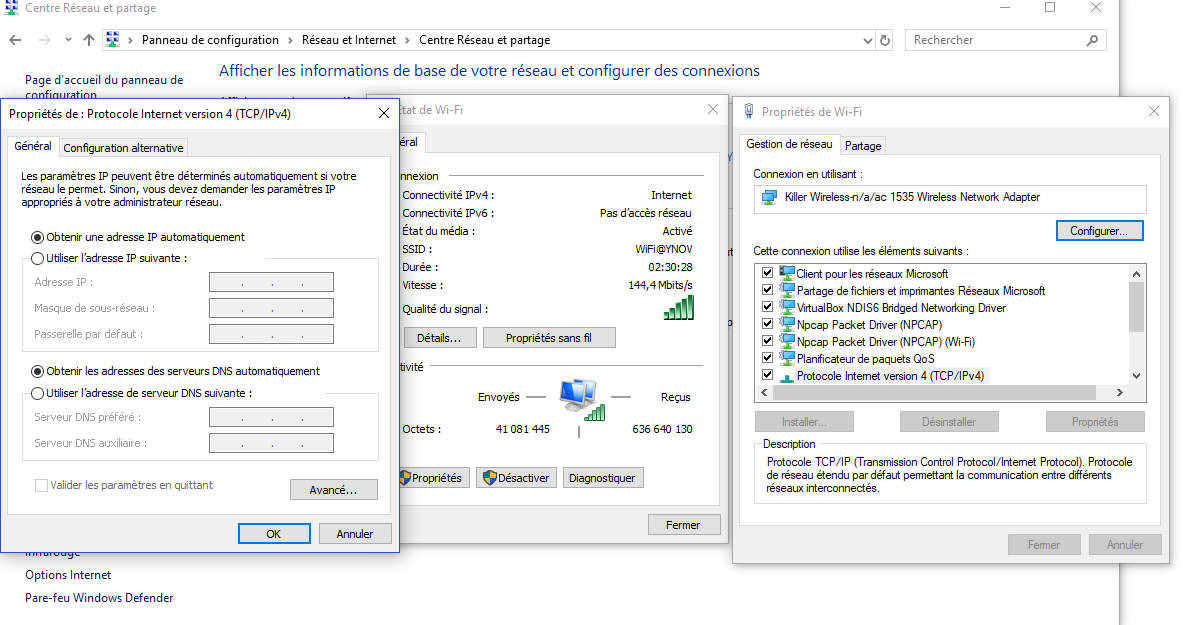 Centre Réseau et partage
Panneau de configuration > Réseau et Internet > Centre Réseau et partage
Rechercher
Page d'accueil du panneau de
configuration
Afficher les informations de base de votre réseau et configurer des connexions
Propriétés de : Protocole Internet version 4 (TCP/IPv4)
Général
Configuration alternative
Les paramètres IP peuvent être déterminés automatiquement si votre
réseau le permet. Sinon, vous devez demander les paramètres IP
appropriés à votre administrateur réseau.
Obtenir une adresse IP automatiquement
Utiliser l'adresse IP suivante :
Adresse IP :
Masque de sous-réseau :
Passerelle par défaut :
Obtenir les adresses des serveurs DNS automatiquement
Utiliser l'adresse de serveur DNS suivante :
Serveur DNS préféré :
Serveur DNS auxiliaire :
Valider les paramètres en quittant
Avancé...
OK
Annuler
État de Wi-Fi
éral
nnexion
Connectivité IPv4 : Internet
Connectivité IPv6 : Pas d'accès réseau
État du média : Activé
SSID : WiFi@YNOV
Durée : 02:30:28
Vitesse : 144,4 Mbits/s
Qualité du signal :
Détails...
Propriétés sans fil
tivité
Envoyés
Reçus
Octets : 41 081 445
636 640 130
Propriétés
Désactiver
Diagnostiquer
Fermer
Propriétés de Wi-Fi
Gestion de réseau
Partage
Connexion en utilisant :
Killer Wireless-n/a/ac 1535 Wireless Network Adapter
Configurer...
Cette connexion utilise les éléments suivants :
Client pour les réseaux Microsoft
Partage de fichiers et imprimantes Réseaux Microsoft
VirtualBox NDIS6 Bridged Networking Driver
Npcap Packet Driver (NPCAP)
Npcap Packet Driver (NPCAP) (Wi-Fi)
Planificateur de paquets QoS
Protocole Internet version 4 (TCP/IPv4)
Installer...
Désinstaller
Propriétés
Description
Protocole TCP/IP (Transmission Control Protocol/Internet Protocol). Protocole
de réseau étendu par défaut permettant la communication entre différents
réseaux interconnectés.
Fermer
Annuler
Infrarouge
Options Internet
Pare-feu Windows Defender